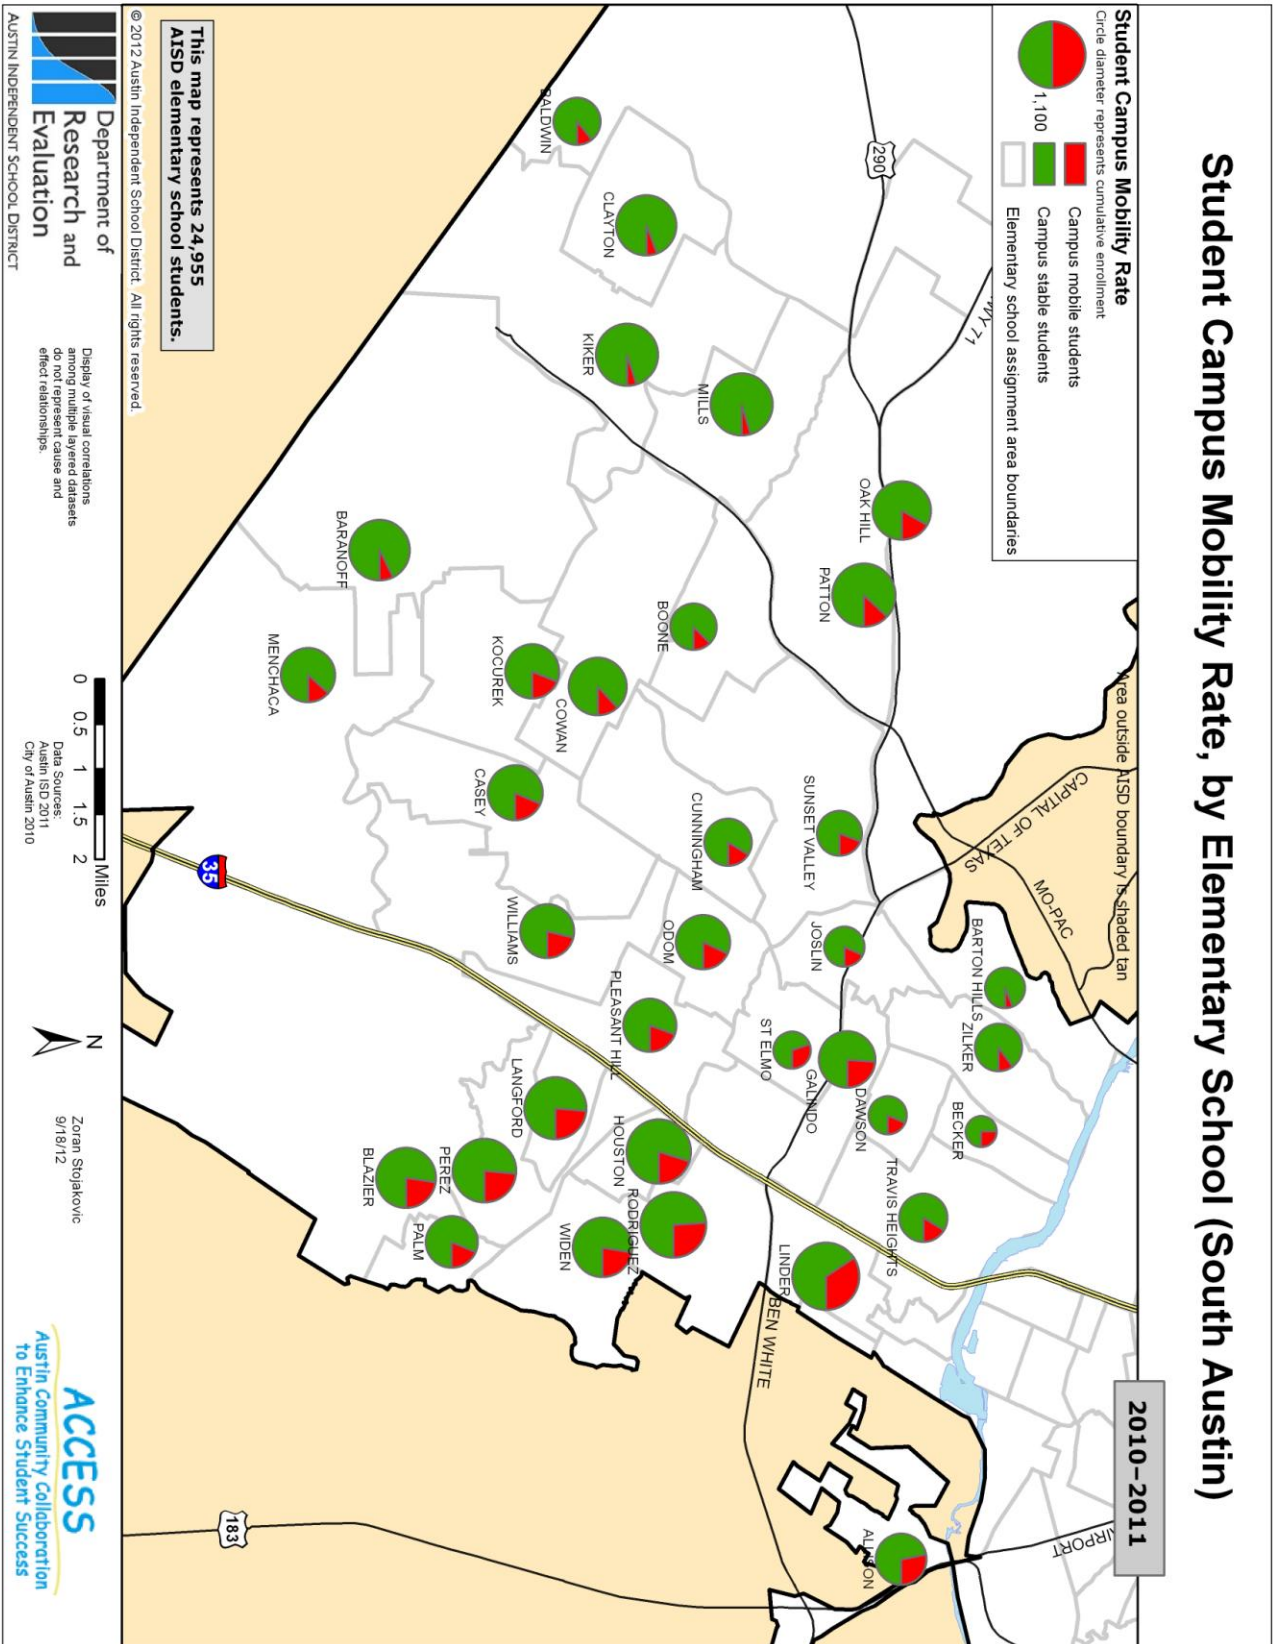 Student Campus Mobility Rate, by Elementary School (South Austin)
2010–2011
Student Campus Mobility Rate
Circle diameter represents cumulative enrollment
1,100
Campus mobile students
Campus stable students
Elementary school assignment area boundaries
Area outside AISD boundary is shaded tan
CAPITAL OF TEXAS
MO-PAC
290
WY 71
AIRPORT
BARTON HILLS
ZILKER
BECKER
OAK HILL
PATTON
SUNSET VALLEY
JOSLIN
DAWSON
TRAVIS HEIGHTS
ALLISON
GALINDO
ST ELMO
LINDER
BEN WHITE
MILLS
BOONE
CUNNINGHAM
ODOM
CLAYTON
KIKER
PLEASANT HILL
HOUSTON
RODRIGUEZ
BALDWIN
COWAN
KOCUREK
CASEY
WILLIAMS
LANGFORD
WIDEN
PEREZ
PALM
BLAZIER
BARANOFF
MENCHACA
35
183
This map represents 24,955
AISD elementary school students.
© 2012 Austin Independent School District. All rights reserved.
Department of
Research and
Evaluation
AUSTIN INDEPENDENT SCHOOL DISTRICT
Display of visual correlations
among multiple layered datasets
do not represent cause and
effect relationships.
0 0.5 1 1.5 2
Miles
Data Sources:
Austin ISD 2011
City of Austin 2010
N
Zoran Stojakovic
9/18/12
ACCESS
Austin Community Collaboration
to Enhance Student Success